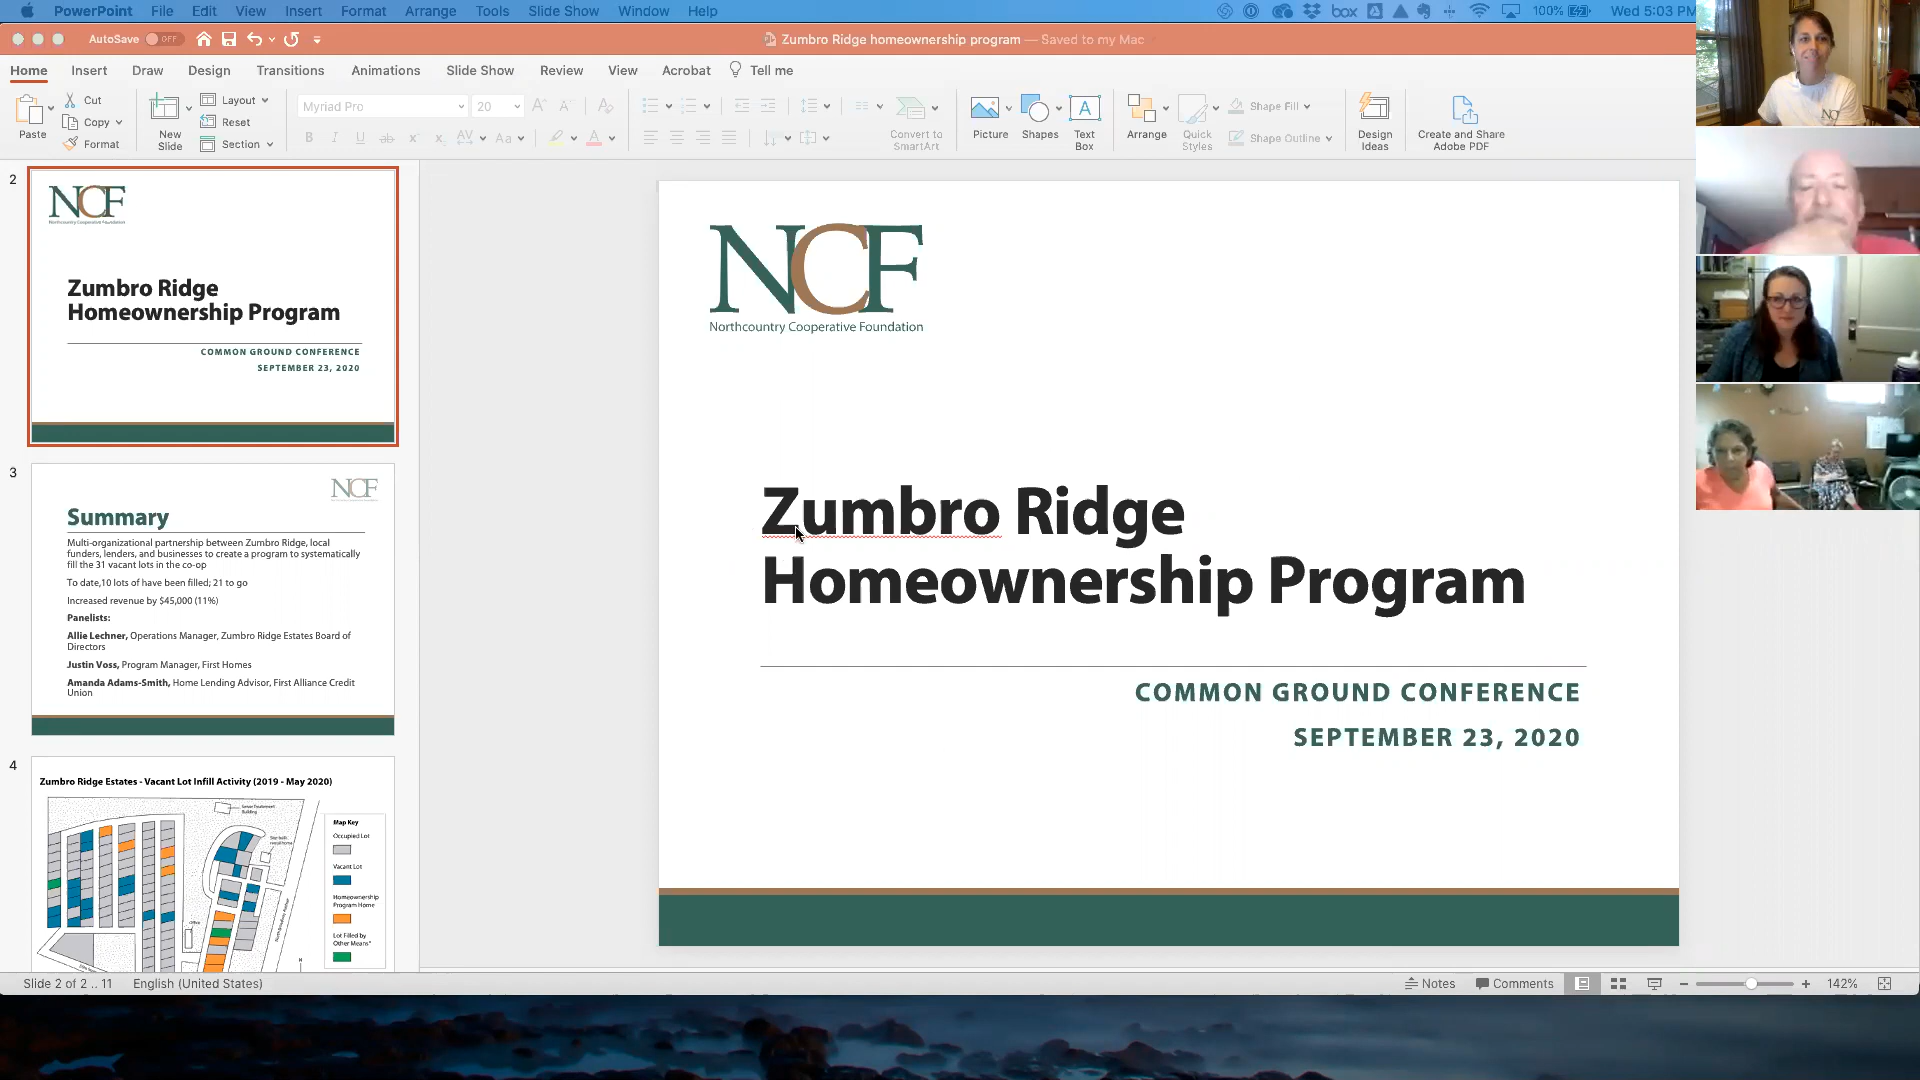 PowerPoint File Edit View Insert Format Arrange Tools Slide Show Window Help
box 100% Wed 5:03 PM
AutoSave OFF
Zumbro Ridge homeownership program — Saved to my Mac
Home Insert Draw Design Transitions Animations Slide Show Review View Acrobat Tell me
Paste Cut Copy Format
New Slide Layout Reset Section
Myriad Pro 20
Convert to SmartArt
Picture Shapes Text Box
Arrange Quick Styles Shape Fill Shape Outline
Design Ideas
Create and Share Adobe PDF
2
NCF
Northcountry Cooperative Foundation
Zumbro Ridge
Homeownership Program
COMMON GROUND CONFERENCE
SEPTEMBER 23, 2020
3
NCF
Summary
Multi-organizational partnership between Zumbro Ridge, local
funders, lenders, and businesses to create a program to systematically
fill the 31 vacant lots in the co-op
To date,10 lots of have been filled; 21 to go
Increased revenue by $45,000 (11%)
Panelists:
Allie Lechner, Operations Manager, Zumbro Ridge Estates Board of
Directors
Justin Voss, Program Manager, First Homes
Amanda Adams-Smith, Home Lending Advisor, First Alliance Credit
Union
4
Zumbro Ridge Estates - Vacant Lot Infill Activity (2019 - May 2020)
Map Key
Occupied Lot
Vacant Lot
Homeownership
Program Home
Lot Filled by
Other Means*
Office
NCF
Northcountry Cooperative Foundation
Zumbro Ridge
Homeownership Program
COMMON GROUND CONFERENCE
SEPTEMBER 23, 2020
Slide 2 of 2 .. 11 English (United States)
Notes Comments 142%